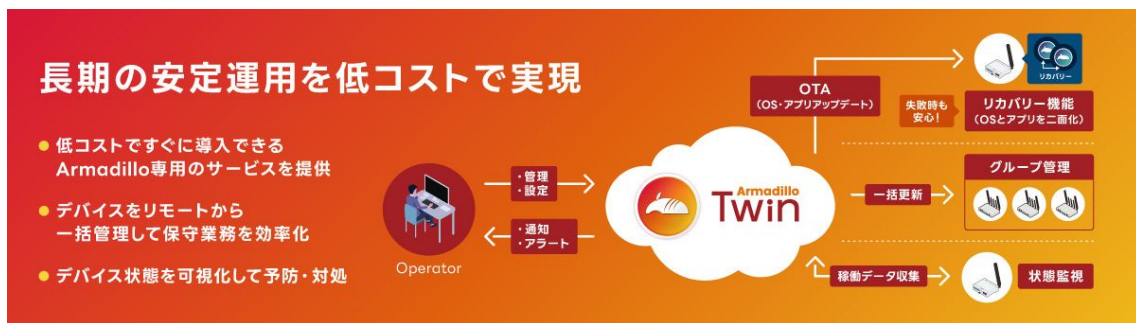 長期の安定運用を低コストで実現
低コストですぐに導入できる
Armadillo専用のサービスを提供
デバイスをリモートから
一括管理して保守業務を効率化
デバイス状態を可視化して予防・対処
Operator
・管理
・設定
・通知
・アラート
Armadillo
Twin
OTA
(OS・アプリアップデート)
リカバリー
失敗時も
安心!
リカバリー機能
(OSとアプリを二面化)
一括更新
グループ管理
稼働データ収集
状態監視